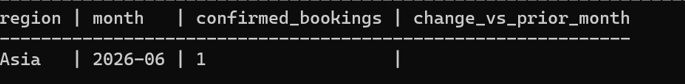 region | month   | confirmed_bookings | change_vs_prior_month
-------------------------------------------------------------
Asia   | 2026-06 | 1                  |